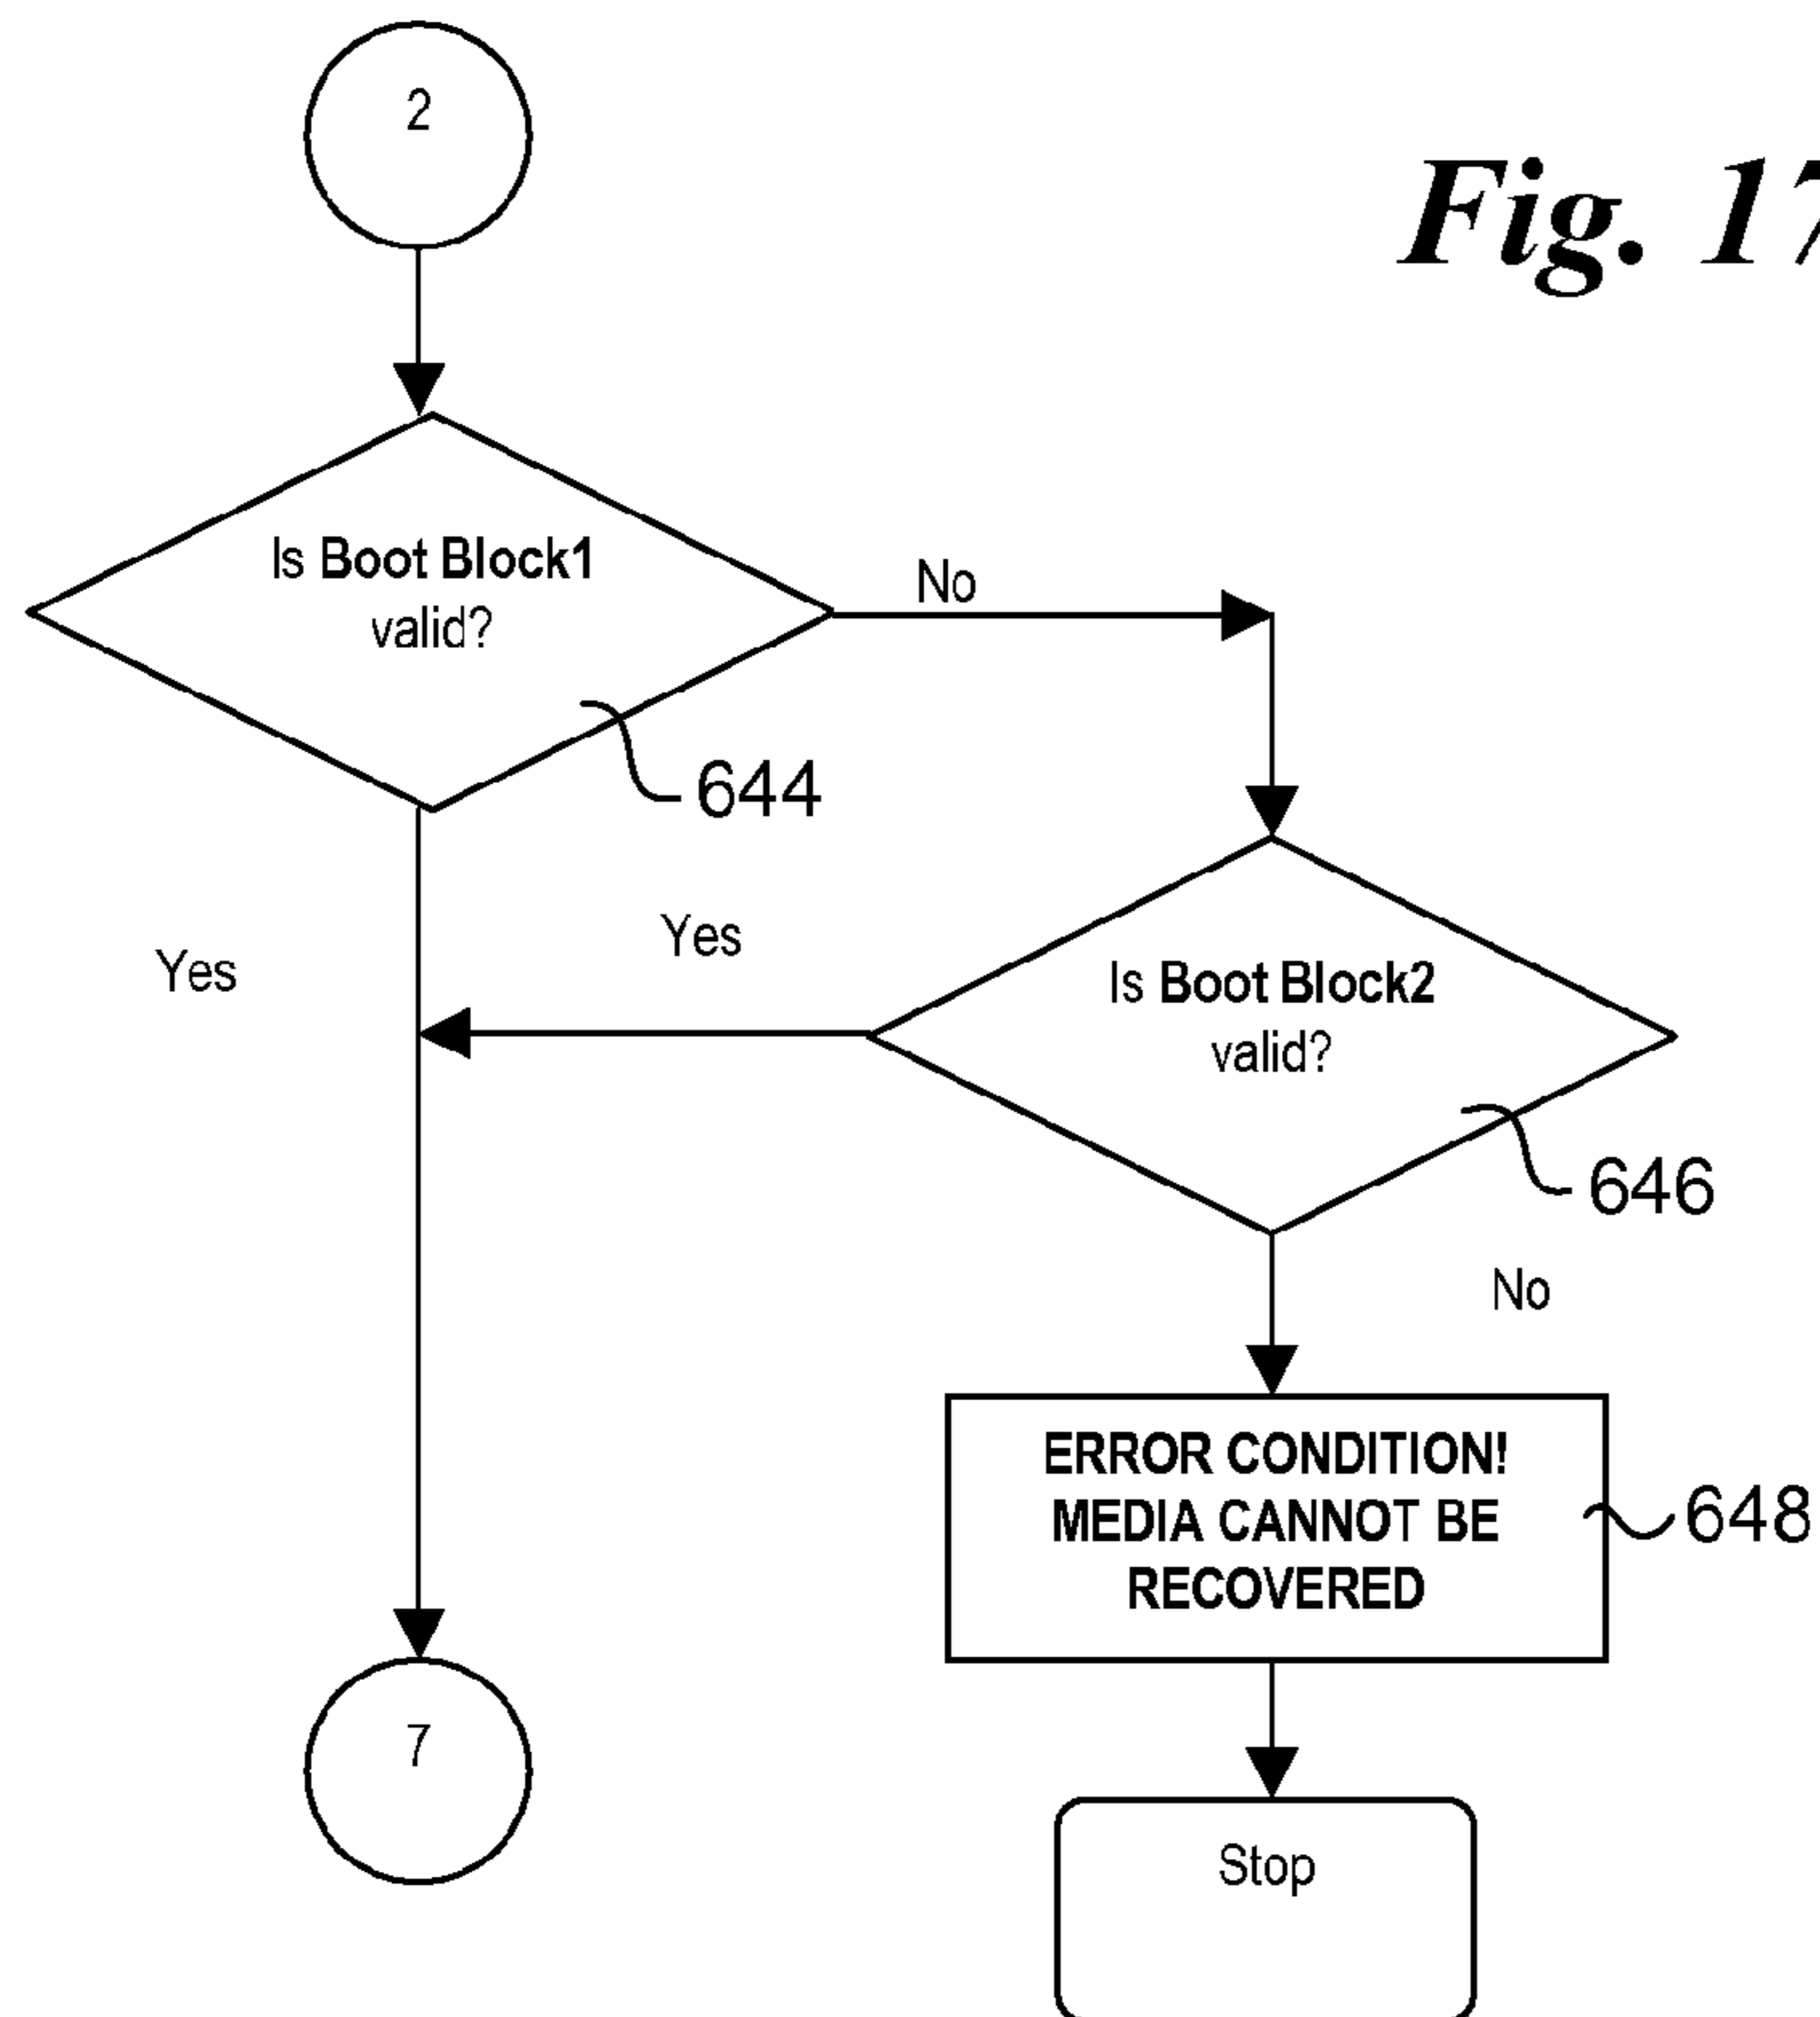 2
Fig. 17
Is Boot Block1
valid?
No
644
Yes
Yes
Is Boot Block2
valid?
646
No
ERROR CONDITION!
MEDIA CANNOT BE
RECOVERED
648
7
Stop